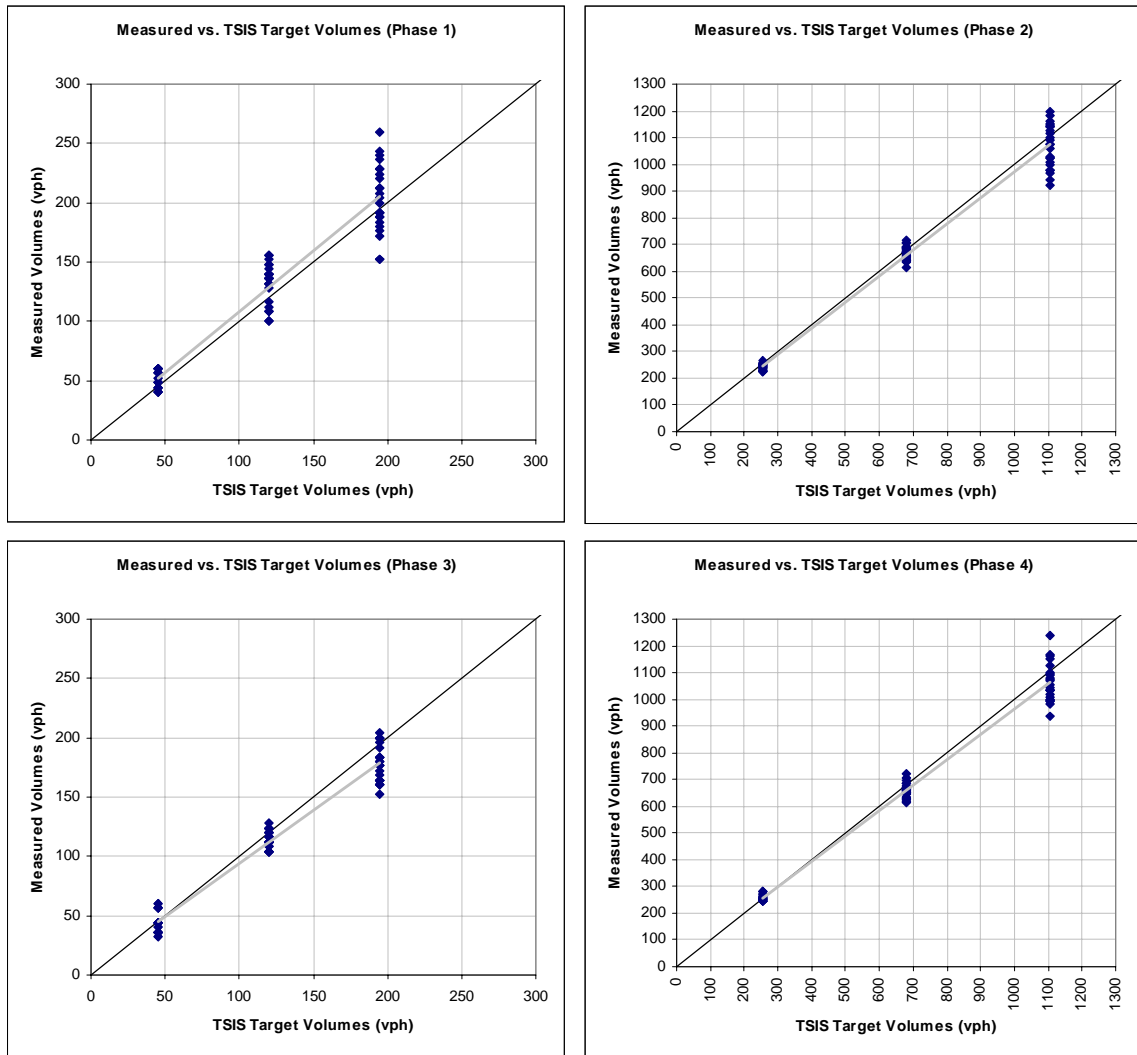 Measured vs. TSIS Target Volumes (Phase 1)
Measured Volumes (vph)
300
250
200
150
100
50
0
0 50 100 150 200 250 300
TSIS Target Volumes (vph)
Measured vs. TSIS Target Volumes (Phase 2)
Measured Volumes (vph)
1300
1200
1100
1000
900
800
700
600
500
400
300
200
100
0
0 100 200 300 400 500 600 700 800 900 1000 1100 1200 1300
TSIS Target Volumes (vph)
Measured vs. TSIS Target Volumes (Phase 3)
Measured Volumes (vph)
300
250
200
150
100
50
0
0 50 100 150 200 250 300
TSIS Target Volumes (vph)
Measured vs. TSIS Target Volumes (Phase 4)
Measured Volumes (vph)
1300
1200
1100
1000
900
800
700
600
500
400
300
200
100
0
0 100 200 300 400 500 600 700 800 900 1000 1100 1200 1300
TSIS Target Volumes (vph)